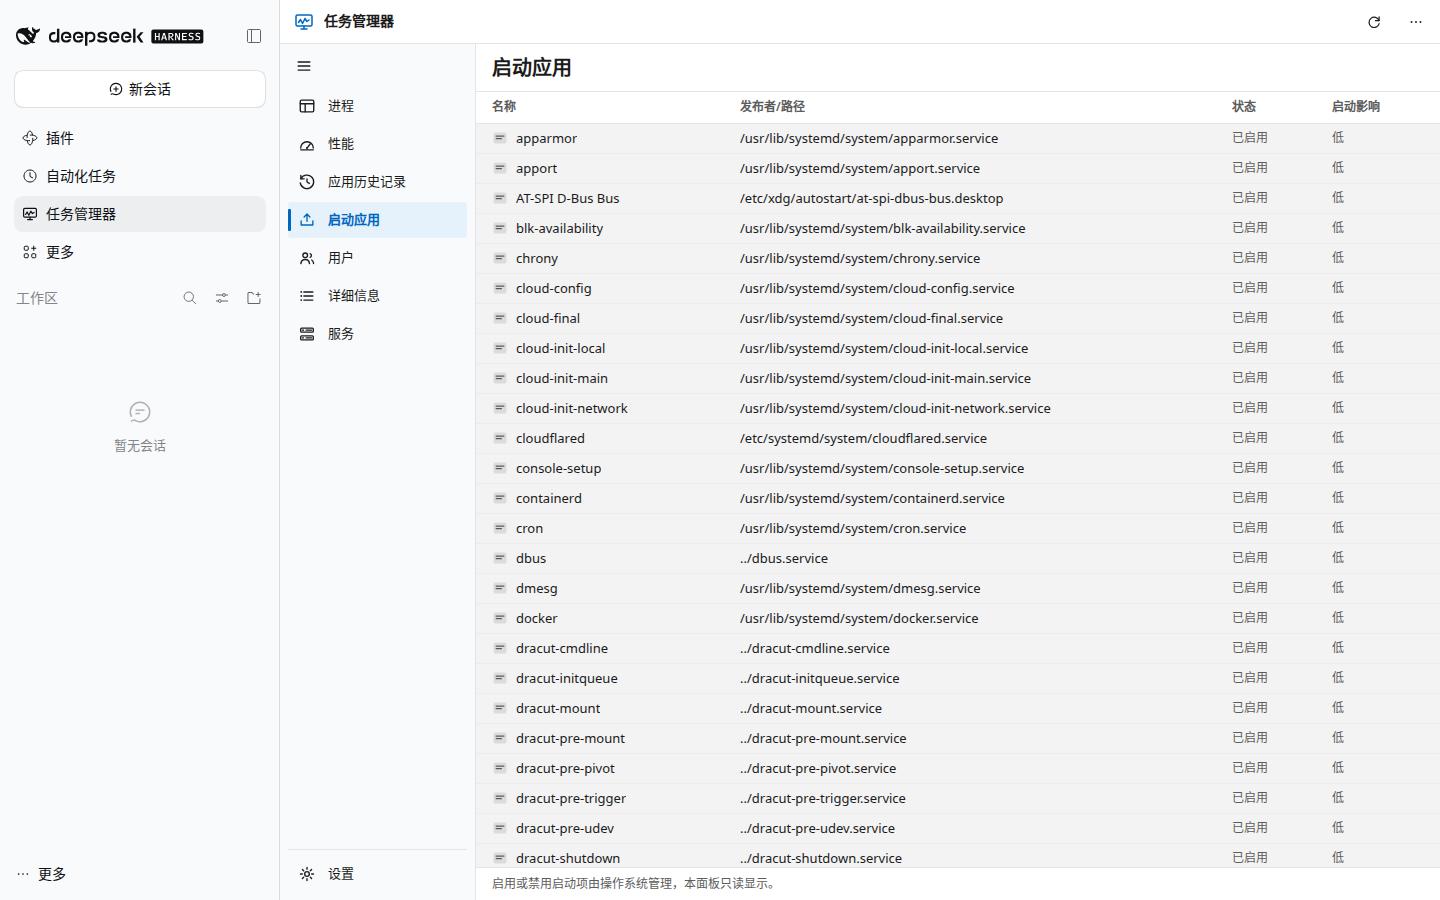 deepseek HARNESS
新会话
插件
自动化任务
任务管理器
更多
工作区
暂无会话
更多
任务管理器
进程
性能
应用历史记录
启动应用
用户
详细信息
服务
设置
启动应用
名称 发布者/路径 状态 启动影响
apparmor /usr/lib/systemd/system/apparmor.service 已启用 低
apport /usr/lib/systemd/system/apport.service 已启用 低
AT-SPI D-Bus Bus /etc/xdg/autostart/at-spi-dbus-bus.desktop 已启用 低
blk-availability /usr/lib/systemd/system/blk-availability.service 已启用 低
chrony /usr/lib/systemd/system/chrony.service 已启用 低
cloud-config /usr/lib/systemd/system/cloud-config.service 已启用 低
cloud-final /usr/lib/systemd/system/cloud-final.service 已启用 低
cloud-init-local /usr/lib/systemd/system/cloud-init-local.service 已启用 低
cloud-init-main /usr/lib/systemd/system/cloud-init-main.service 已启用 低
cloud-init-network /usr/lib/systemd/system/cloud-init-network.service 已启用 低
cloudflared /etc/systemd/system/cloudflared.service 已启用 低
console-setup /usr/lib/systemd/system/console-setup.service 已启用 低
containerd /usr/lib/systemd/system/containerd.service 已启用 低
cron /usr/lib/systemd/system/cron.service 已启用 低
dbus ../dbus.service 已启用 低
dmesg /usr/lib/systemd/system/dmesg.service 已启用 低
docker /usr/lib/systemd/system/docker.service 已启用 低
dracut-cmdline ../dracut-cmdline.service 已启用 低
dracut-initqueue ../dracut-initqueue.service 已启用 低
dracut-mount ../dracut-mount.service 已启用 低
dracut-pre-mount ../dracut-pre-mount.service 已启用 低
dracut-pre-pivot ../dracut-pre-pivot.service 已启用 低
dracut-pre-trigger ../dracut-pre-trigger.service 已启用 低
dracut-pre-udev ../dracut-pre-udev.service 已启用 低
dracut-shutdown ../dracut-shutdown.service 已启用 低
启用或禁用启动项由操作系统管理，本面板只读显示。